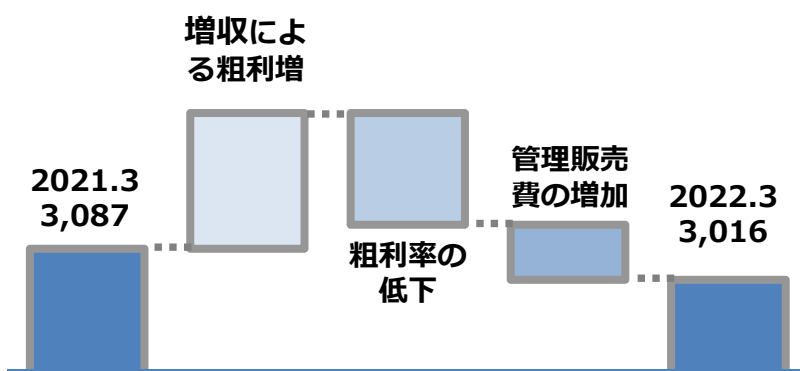 増収によ
る粗利増
2021.3
3,087
粗利率の
低下
管理販売
費の増加
2022.3
3,016